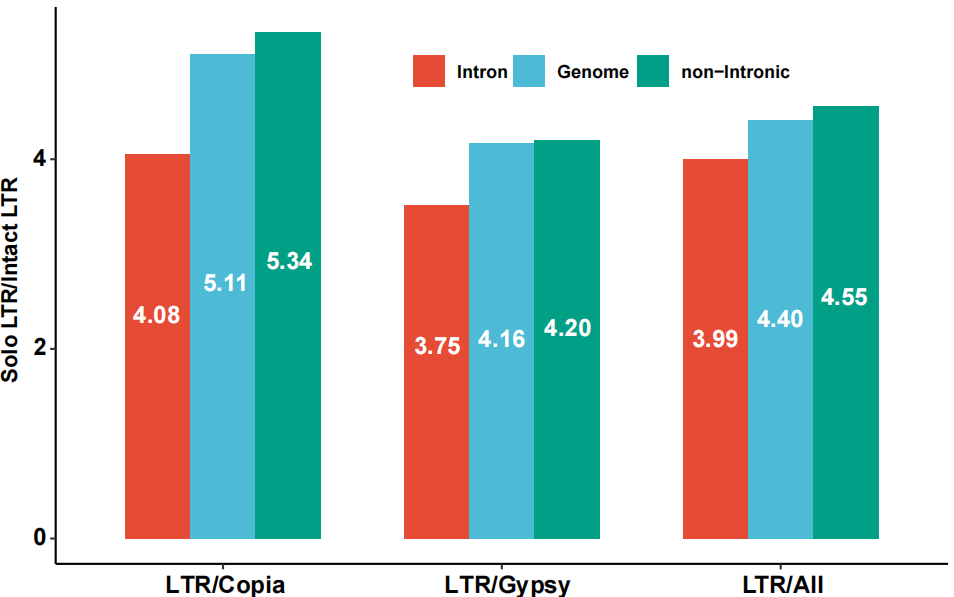 Intron Genome non−Intronic
Solo LTR/Intact LTR
4
2
0
4.08 5.11 5.34
3.75 4.16 4.20
3.99 4.40 4.55
LTR/Copia LTR/Gypsy LTR/All